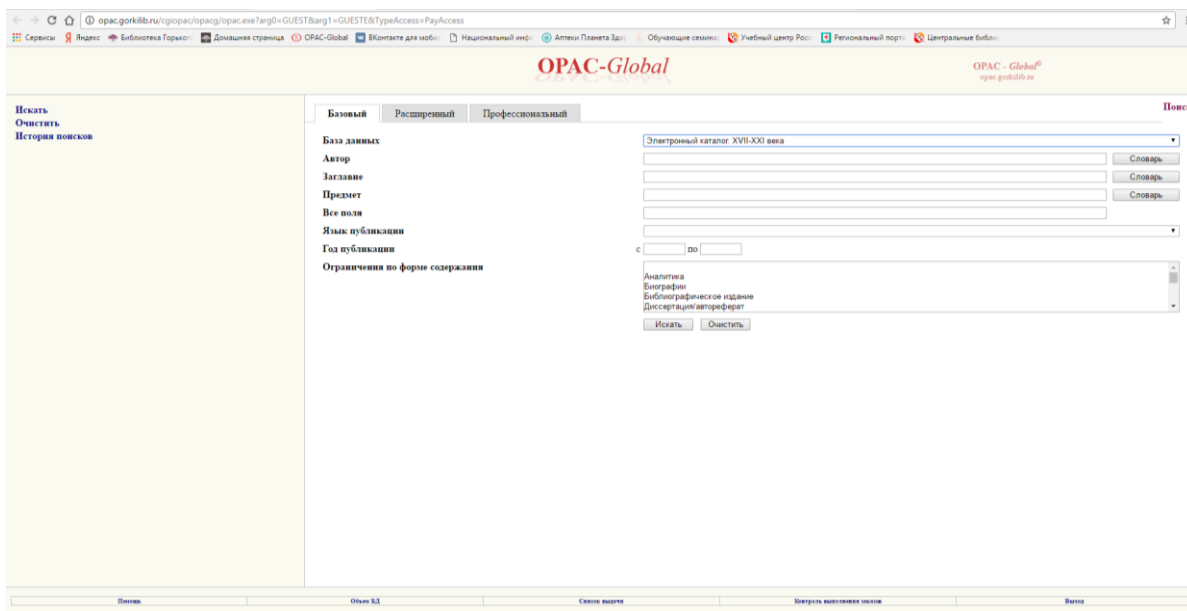 opac.gorkilib.ru/cgiopac/opacg/opac.exe?arg0=GUEST&arg1=GUESTE&TypeAccess=PayAccess
Сервисы Яндекс Библиотека Горьког Домашняя страница OPAC-Global ВКонтакте для моби Национальный инф Аптеки Планета Здо Обучающие семина Учебный центр Росс Региональный порта Центральные библи
OPAC-Global
OPAC - Global©
opac.gorkilib.ru
Искать
Очистить
История поисков
Базовый Расширенный Профессиональный
Поис
База данных Электронный каталог. XVII-XXI века
Автор Словарь
Заглавие Словарь
Предмет Словарь
Все поля
Язык публикации
Год публикации с по
Ограничения по форме содержания
Аналитика
Биографии
Библиографическое издание
Диссертация/автореферат
Искать Очистить
Помощь Объем БД Список выдачи Контроль выполнения заказов Выход